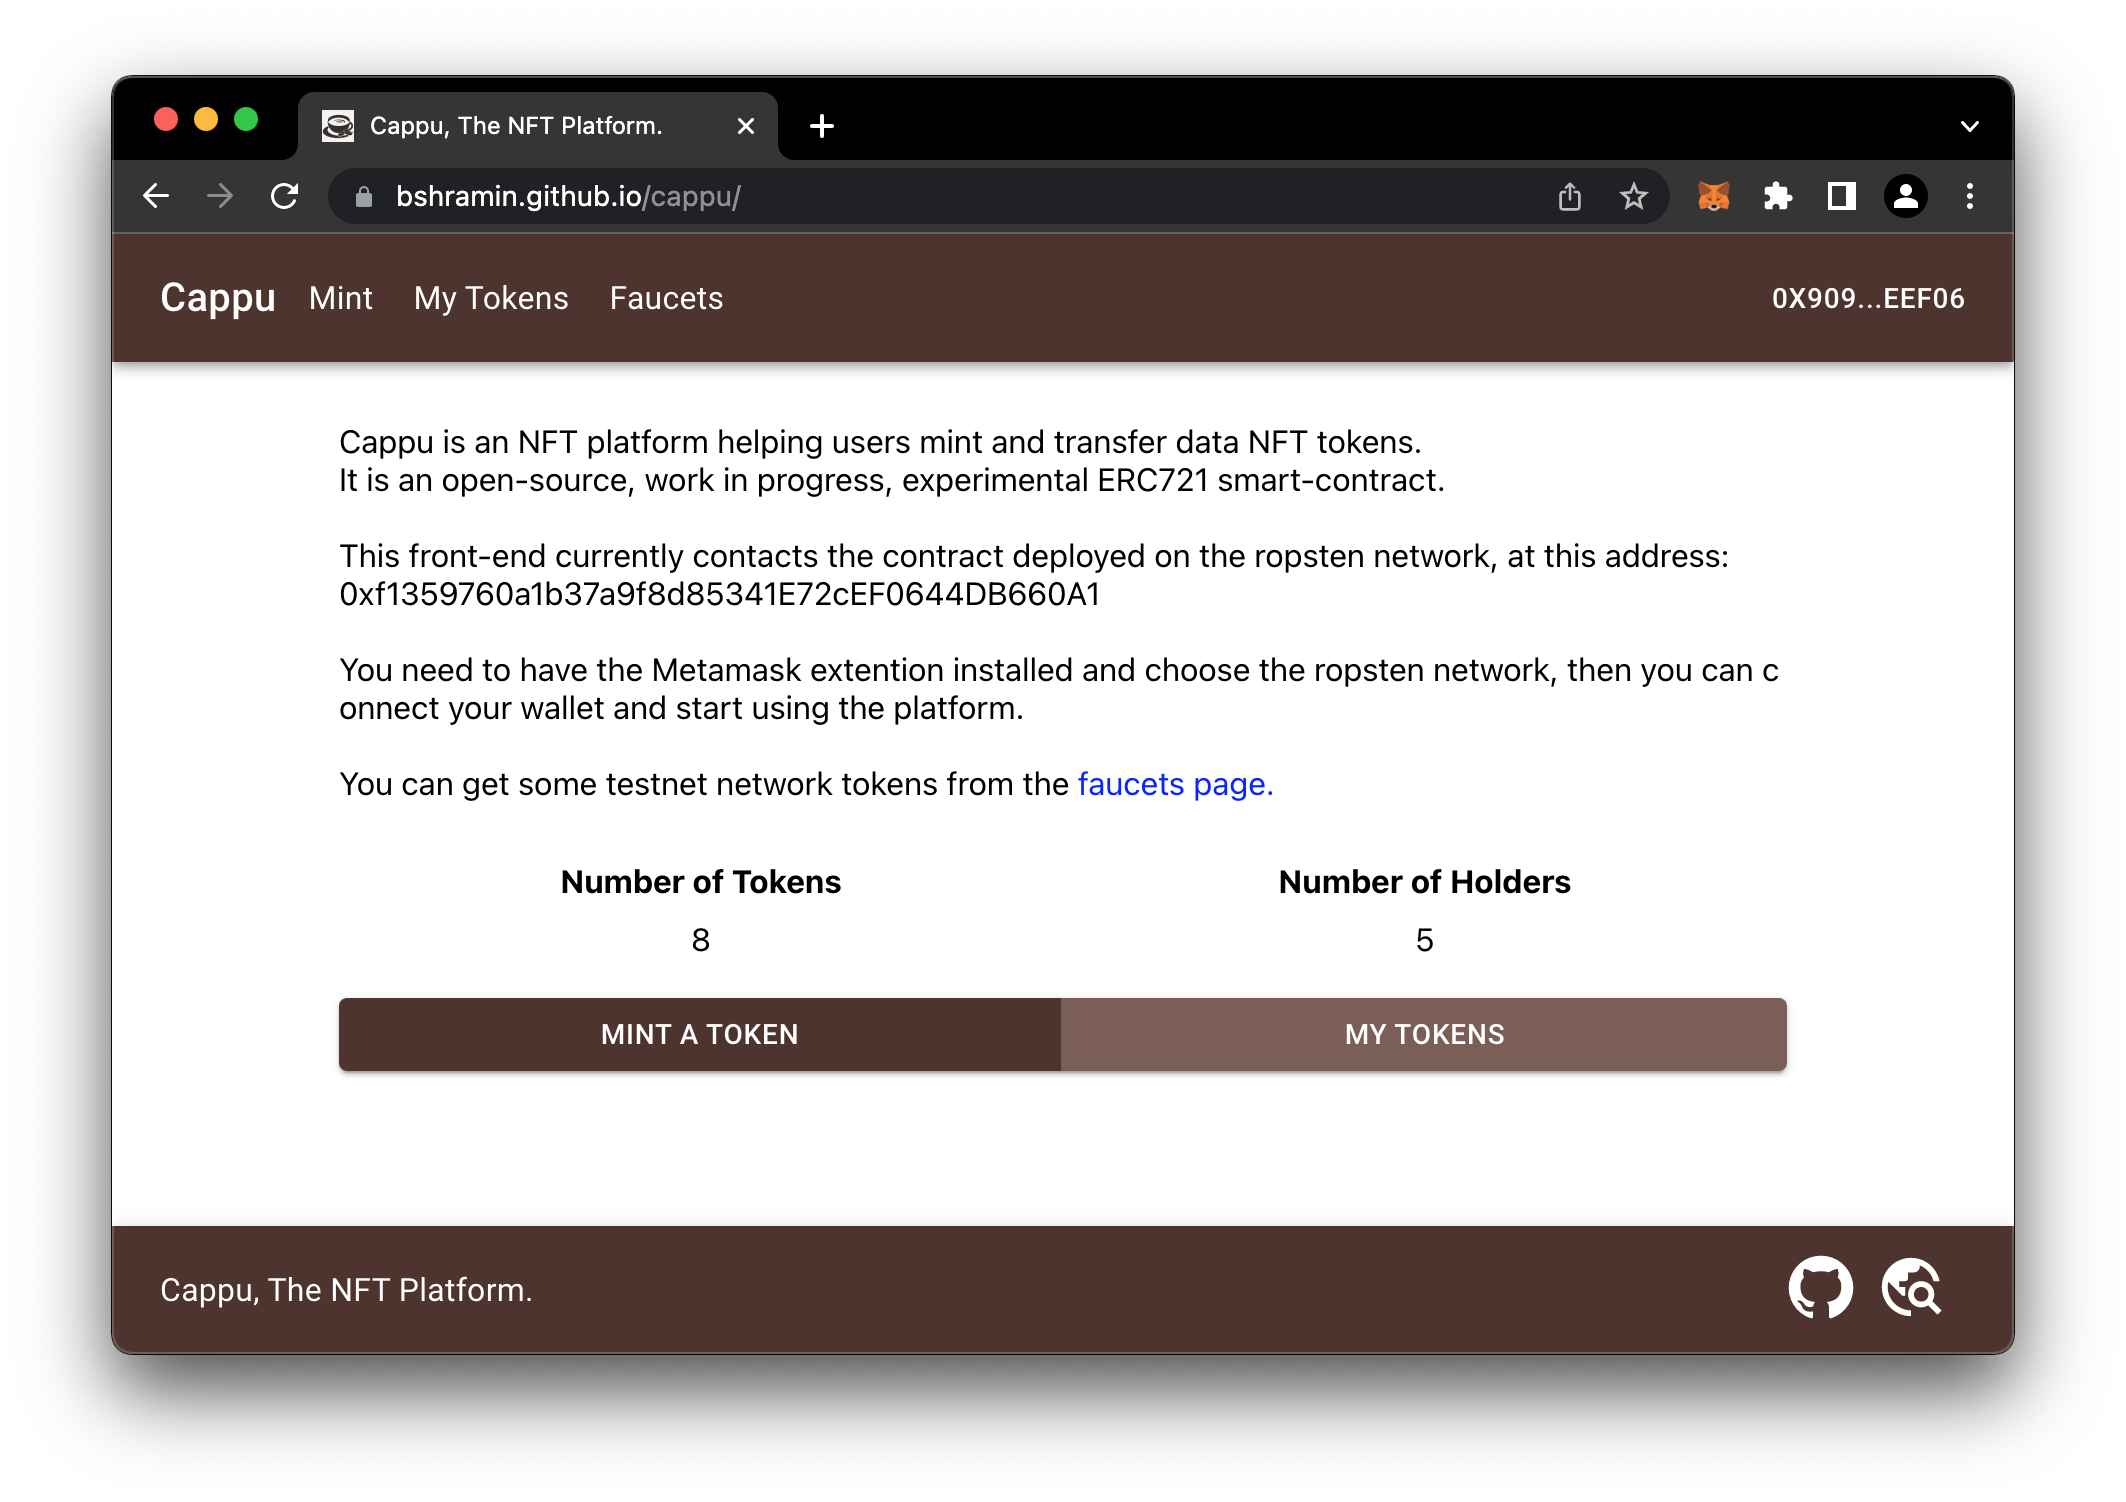 Cappu, The NFT Platform.
bshramin.github.io/cappu/
Cappu Mint My Tokens Faucets 0X909...EEF06
Cappu is an NFT platform helping users mint and transfer data NFT tokens.
It is an open-source, work in progress, experimental ERC721 smart-contract.
This front-end currently contacts the contract deployed on the ropsten network, at this address:
0xf1359760a1b37a9f8d85341E72cEF0644DB660A1
You need to have the Metamask extention installed and choose the ropsten network, then you can c
onnect your wallet and start using the platform.
You can get some testnet network tokens from the faucets page.
Number of Tokens Number of Holders
8 5
MINT A TOKEN MY TOKENS
Cappu, The NFT Platform.